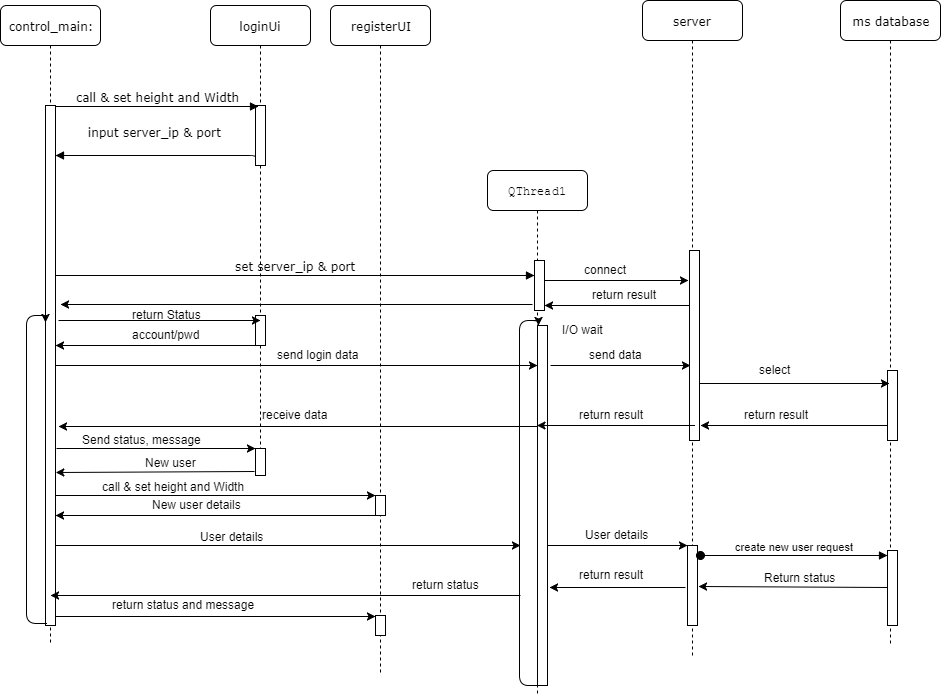 control_main:
loginUi
registerUI
server
ms database
call & set height and Width
input server_ip & port
QThread1
set server_ip & port
connect
return result
return Status
I/O wait
account/pwd
send login data
send data
select
receive data
return result
return result
Send status, message
New user
call & set height and Width
New user details
User details
User details
create new user request
return result
Return status
return status
return status and message